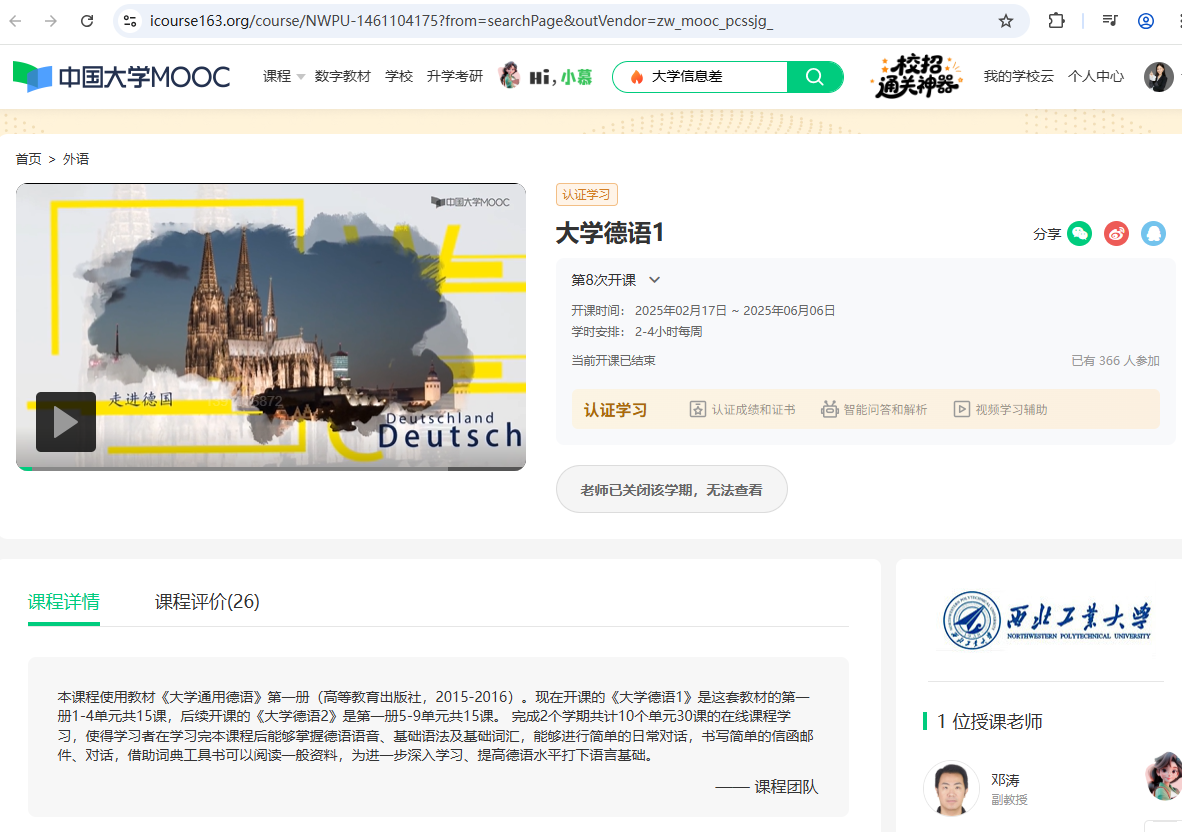 icourse163.org/course/NWPU-1461104175?from=searchPage&outVendor=zw_mooc_pcssjg_
中国大学MOOC 课程 数字教材 学校 升学考研 Hi,小慕 大学信息差 校招通关神器 我的学校云 个人中心
首页 > 外语
中国大学MOOC
走进德国
Deutschland
Deutsch
认证学习
大学德语1
分享
第8次开课
开课时间: 2025年02月17日 ~ 2025年06月06日
学时安排: 2-4小时每周
当前开课已结束 已有 366 人参加
认证学习 认证成绩和证书 智能问答和解析 视频学习辅助
老师已关闭该学期，无法查看
课程详情 课程评价(26)
本课程使用教材《大学通用德语》第一册（高等教育出版社，2015-2016）。现在开课的《大学德语1》是这套教材的第一
册1-4单元共15课，后续开课的《大学德语2》是第一册5-9单元共15课。 完成2个学期共计10个单元30课的在线课程学
习，使得学习者在学习完本课程后能够掌握德语语音、基础语法及基础词汇，能够进行简单的日常对话，书写简单的信函邮
件、对话，借助词典工具书可以阅读一般资料，为进一步深入学习、提高德语水平打下语言基础。
—— 课程团队
西北工业大学
NORTHWESTERN POLYTECHNICAL UNIVERSITY
1 位授课老师
邓涛
副教授